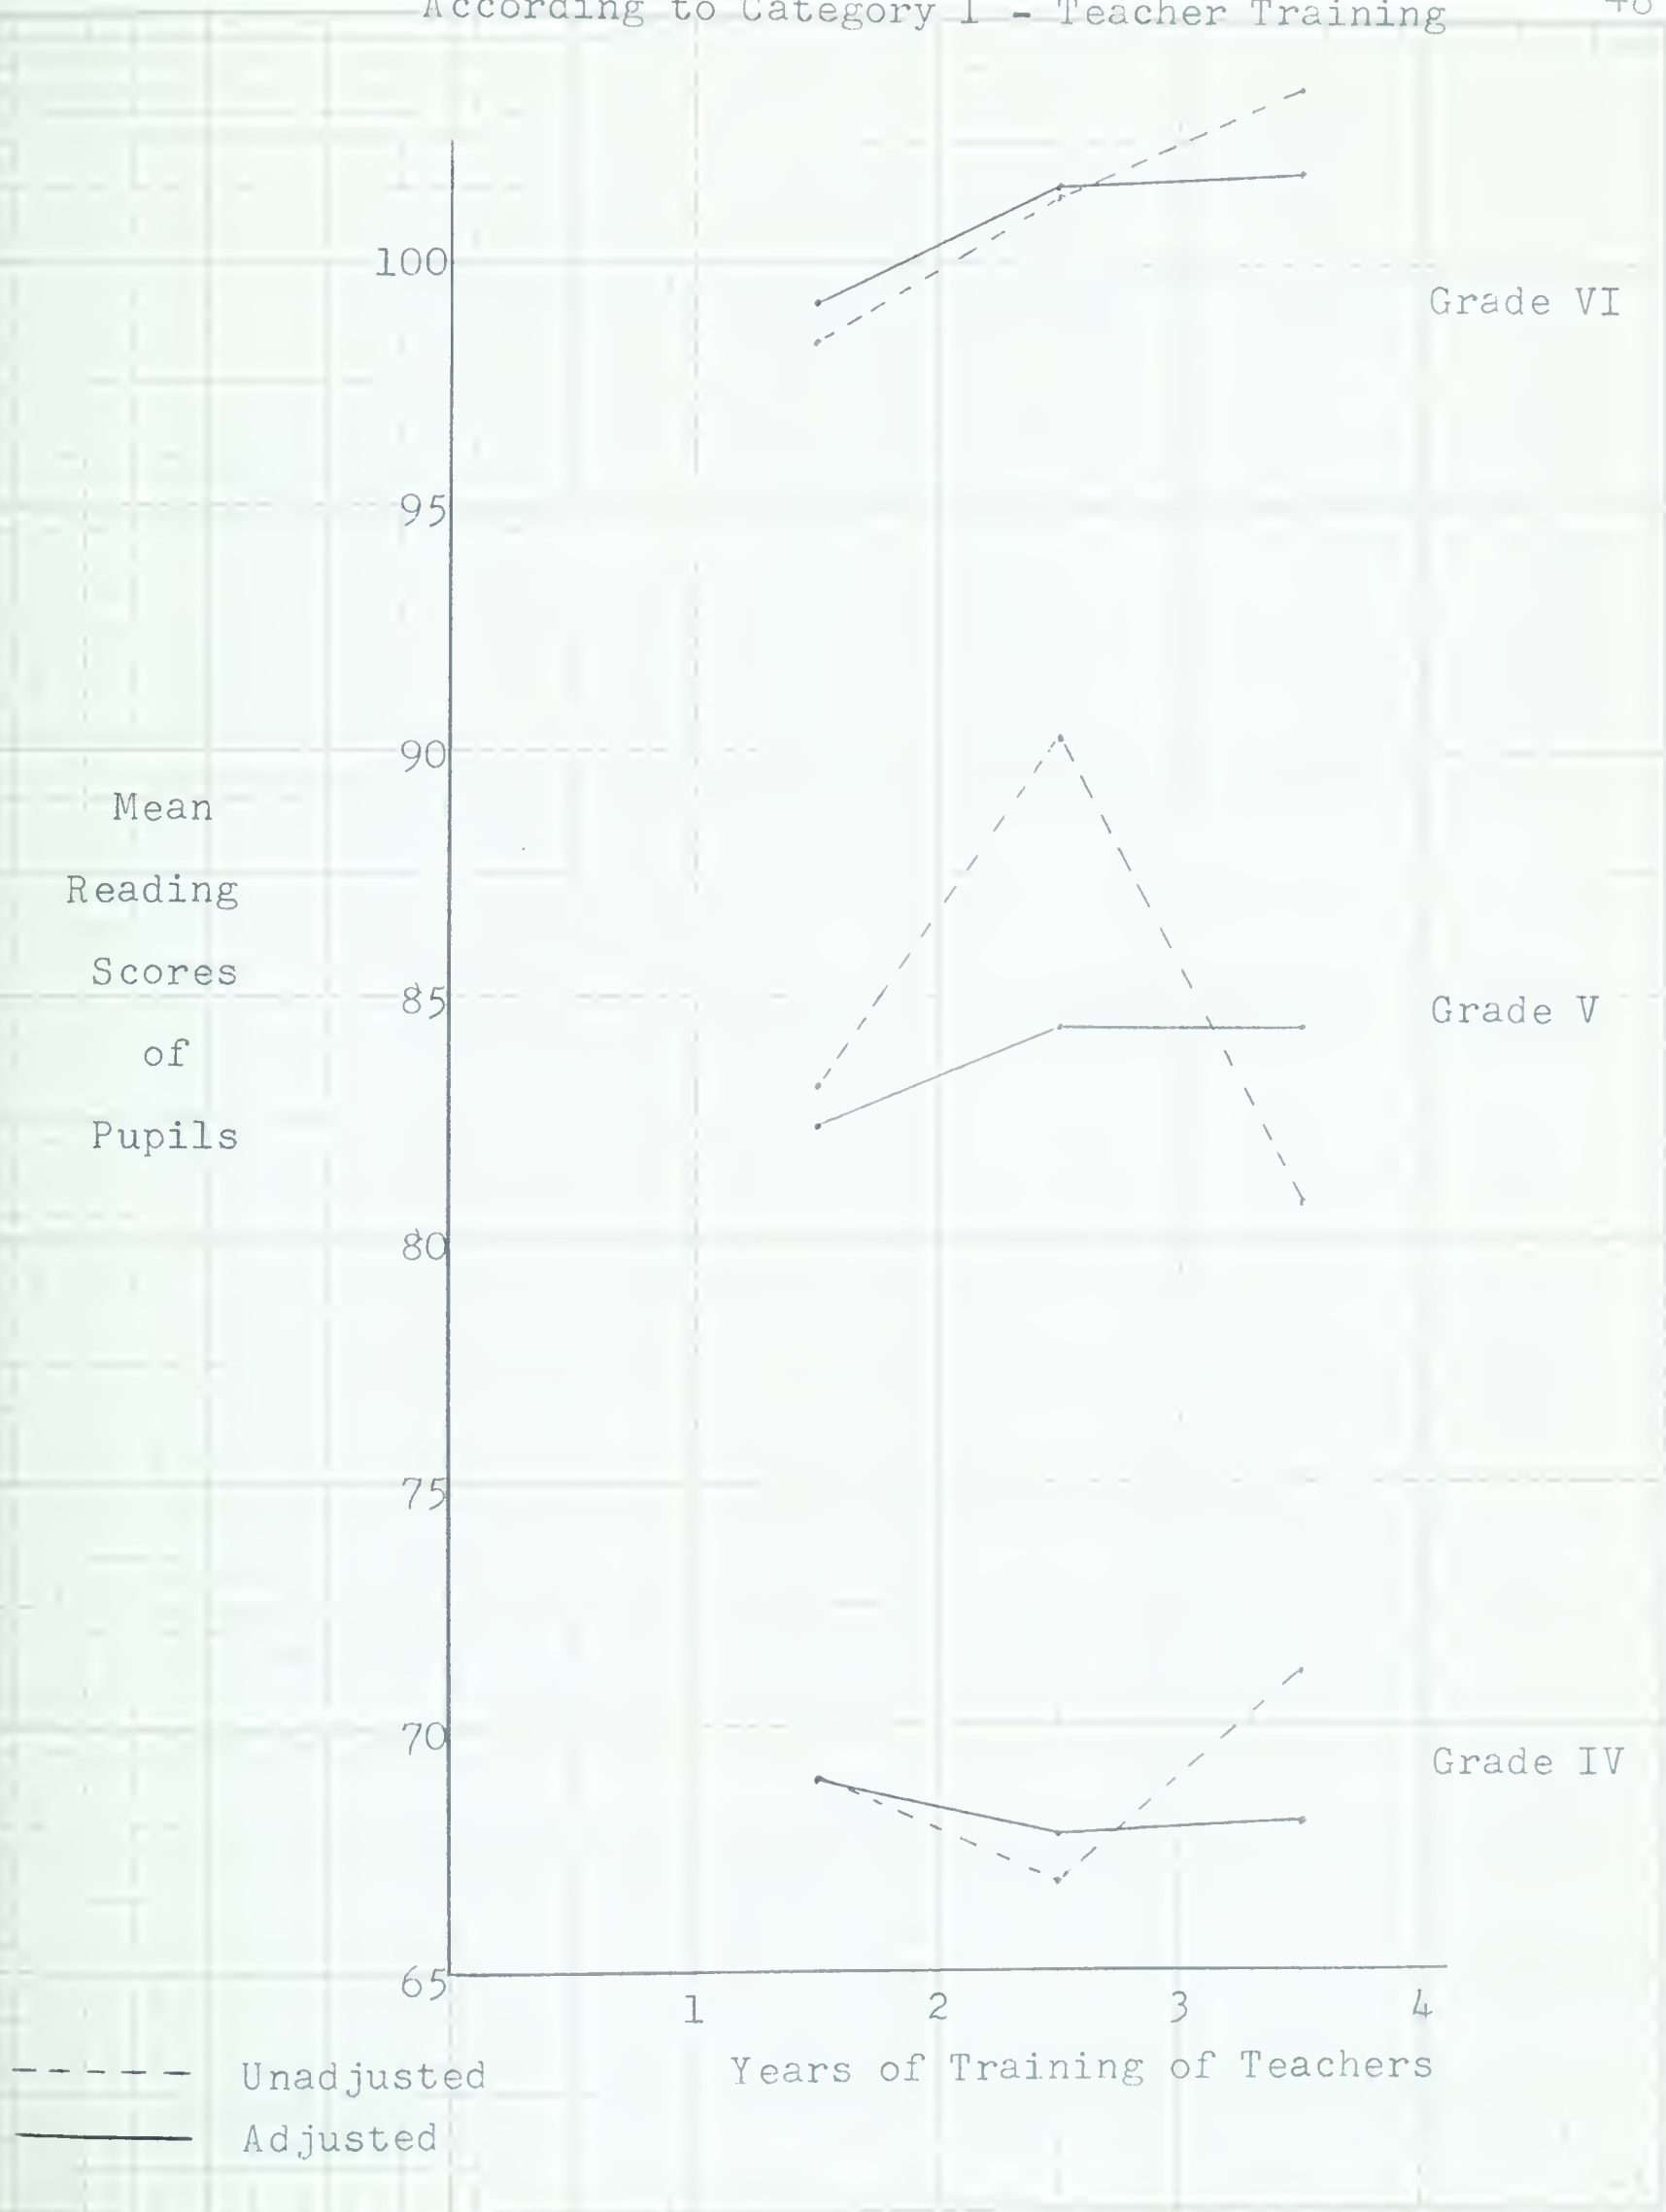 According to Category 1 - Teacher Training
100
Grade VI
95
90
Mean
Reading
Scores
of
Pupils
85
Grade V
80
75
70
Grade IV
65
1 2 3 4
Years of Training of Teachers
Unadjusted
Adjusted